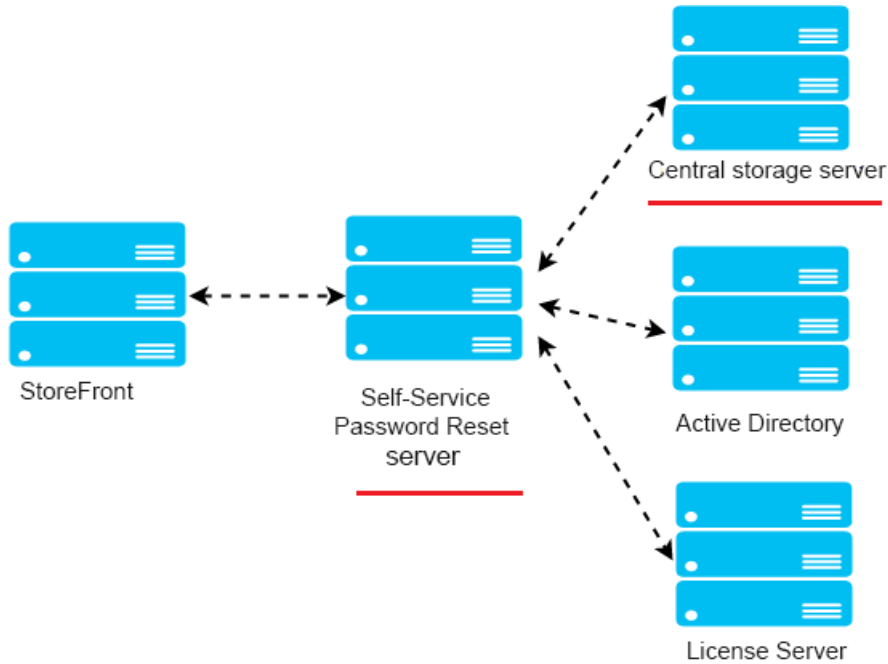 Central storage server
StoreFront
Self-Service
Password Reset
server
Active Directory
License Server